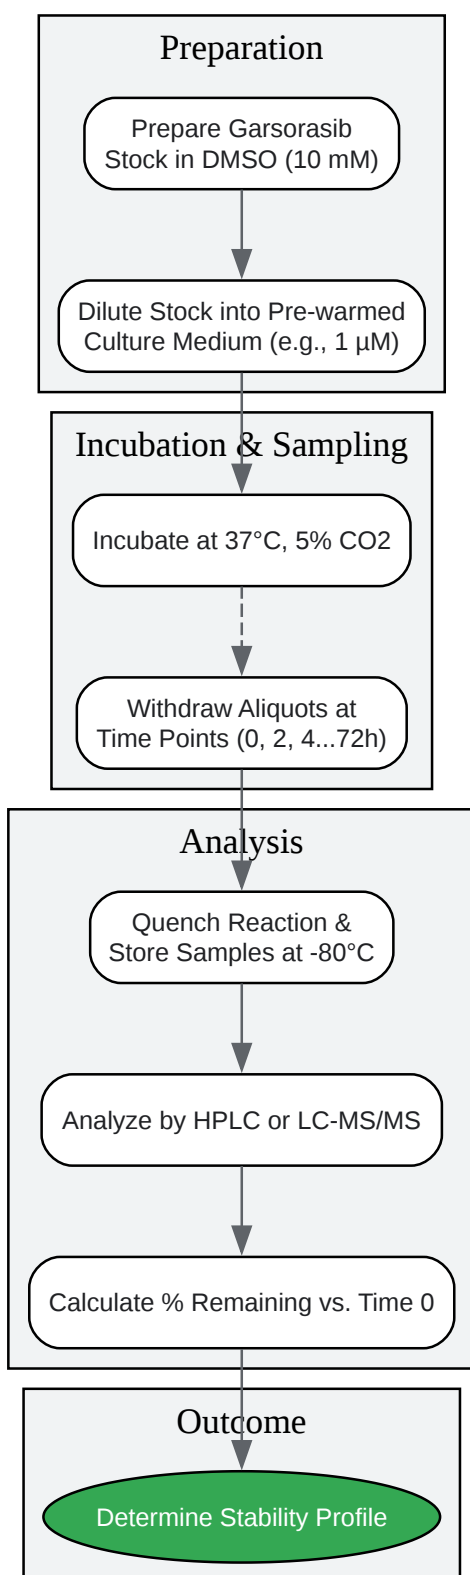 Preparation
Prepare Garsorasib
Stock in DMSO (10 mM)
Dilute Stock into Pre-warmed
Culture Medium (e.g., 1 µM)
Incubation & Sampling
Incubate at 37°C, 5% CO2
Withdraw Aliquots at
Time Points (0, 2, 4...72h)
Analysis
Quench Reaction &
Store Samples at -80°C
Analyze by HPLC or LC-MS/MS
Calculate % Remaining vs. Time 0
Outcome
Determine Stability Profile